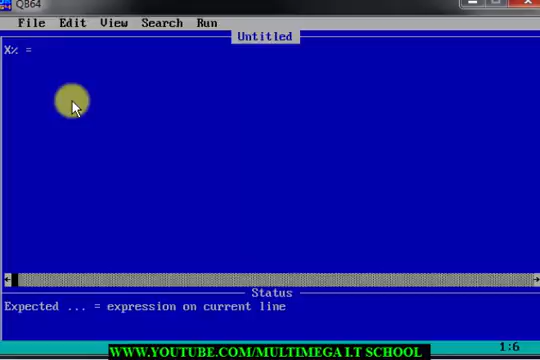 QB64
File Edit View Search Run
Untitled
X% =
Status
Expected ... = expression on current line
WWW.YOUTUBE.COM/MULTIMEGA I.T SCHOOL
1:6